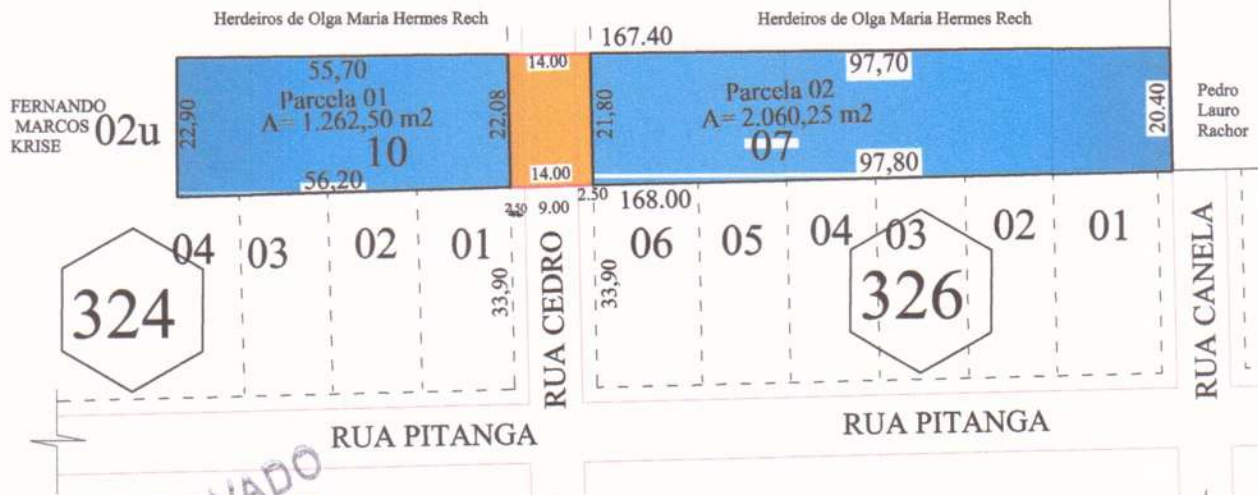 Herdeiros de Olga Maria Hermes Rech
Herdeiros de Olga Maria Hermes Rech
167.40
55,70
14.00
97,70
FERNANDO
MARCOS
KRISE
02u
22,90
Parcela 01
A= 1.262,50 m2
10
22,08
21,80
Parcela 02
A= 2.060,25 m2
07
20.40
Pedro
Lauro
Rachor
56,20
14.00
97,80
2.50
9.00
2.50
168.00
04
03
02
01
06
05
04
03
02
01
324
33,90
RUA CEDRO
33,90
326
RUA CANELA
RUA PITANGA
RUA PITANGA